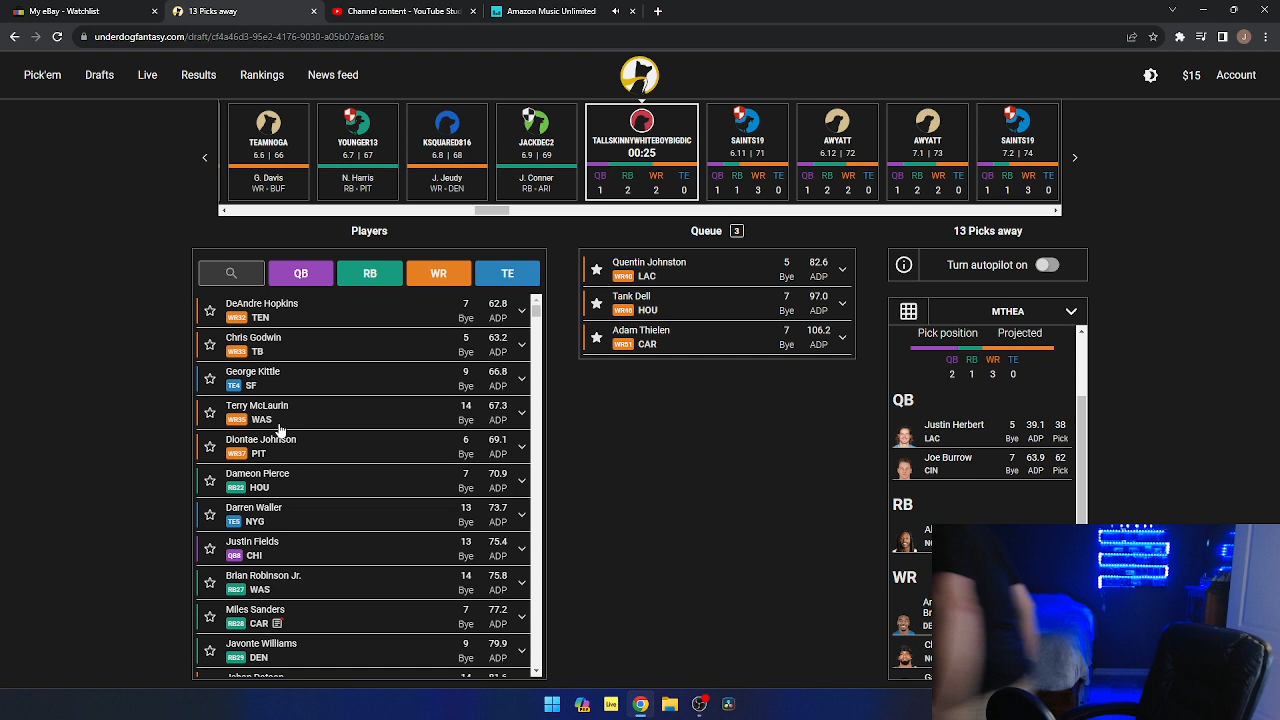 My eBay - Watchlist
13 Picks away
Channel content - YouTube Stud
Amazon Music Unlimited
underdogfantasy.com/draft/cf4a46d3-95e2-4176-9030-a05b07a6a186
J
Pick'em
Drafts
Live
Results
Rankings
News feed
$15
Account
TEAMNOGA
6.6 | 66
G. Davis
WR - BUF
YOUNGER13
6.7 | 67
N. Harris
RB - PIT
KSQUARED816
6.8 | 68
J. Jeudy
WR - DEN
JACKDEC2
6.9 | 69
J. Conner
RB - ARI
TALLSKINNYWHITEBOYBIGDIC
00:25
QB RB WR TE
1 2 2 0
SAINTS19
6.11 | 71
QB RB WR TE
1 1 3 0
AWYATT
6.12 | 72
QB RB WR TE
1 2 2 0
AWYATT
7.1 | 73
QB RB WR TE
1 2 2 0
SAINTS19
7.2 | 74
QB RB WR TE
1 1 3 0
Players
QB
RB
WR
TE
DeAndre Hopkins 7 62.8
WR32 TEN Bye ADP
Chris Godwin 5 63.2
WR33 TB Bye ADP
George Kittle 9 66.8
TE4 SF Bye ADP
Terry McLaurin 14 67.3
WR35 WAS Bye ADP
Diontae Johnson 6 69.1
WR37 PIT Bye ADP
Dameon Pierce 7 70.9
RB22 HOU Bye ADP
Darren Waller 13 73.7
TE5 NYG Bye ADP
Justin Fields 13 75.4
QB8 CHI Bye ADP
Brian Robinson Jr. 14 75.8
RB27 WAS Bye ADP
Miles Sanders 7 77.2
RB28 CAR Bye ADP
Javonte Williams 9 79.9
RB29 DEN Bye ADP
Queue 3
Quentin Johnston 5 82.6
WR40 LAC Bye ADP
Tank Dell 7 97.0
WR46 HOU Bye ADP
Adam Thielen 7 106.2
WR51 CAR Bye ADP
13 Picks away
Turn autopilot on
MTHEA
Pick position Projected
QB RB WR TE
2 1 3 0
QB
Justin Herbert 5 39.1 38
LAC Bye ADP Pick
Joe Burrow 7 63.9 62
CIN Bye ADP Pick
RB
WR
Live